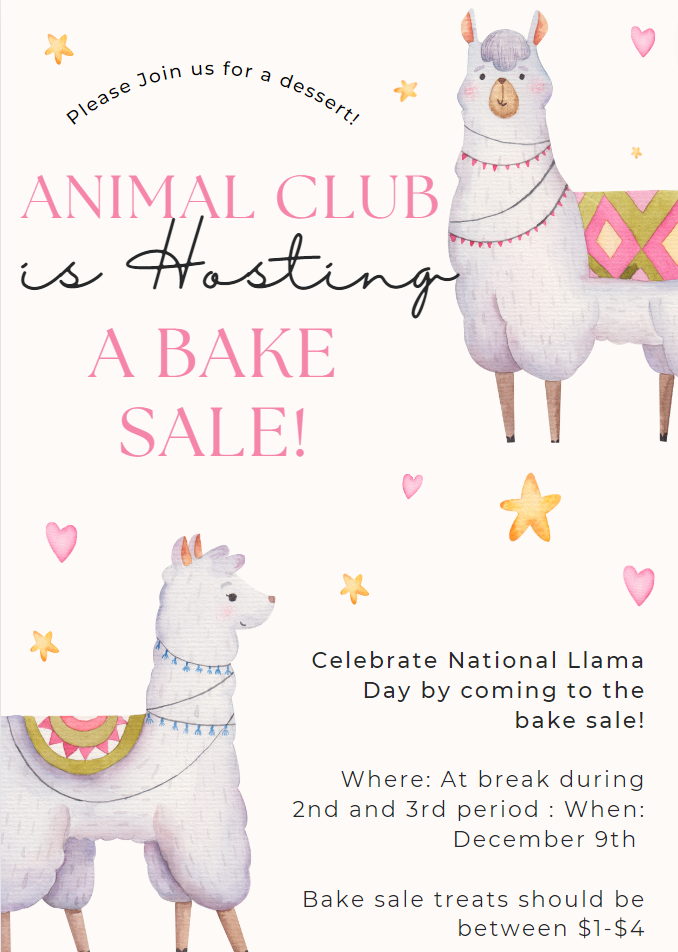 Please Join us for a dessert!
ANIMAL CLUB
is Hosting
A BAKE
SALE!
Celebrate National Llama
Day by coming to the
bake sale!
Where: At break during
2nd and 3rd period : When:
December 9th
Bake sale treats should be
between $1-$4